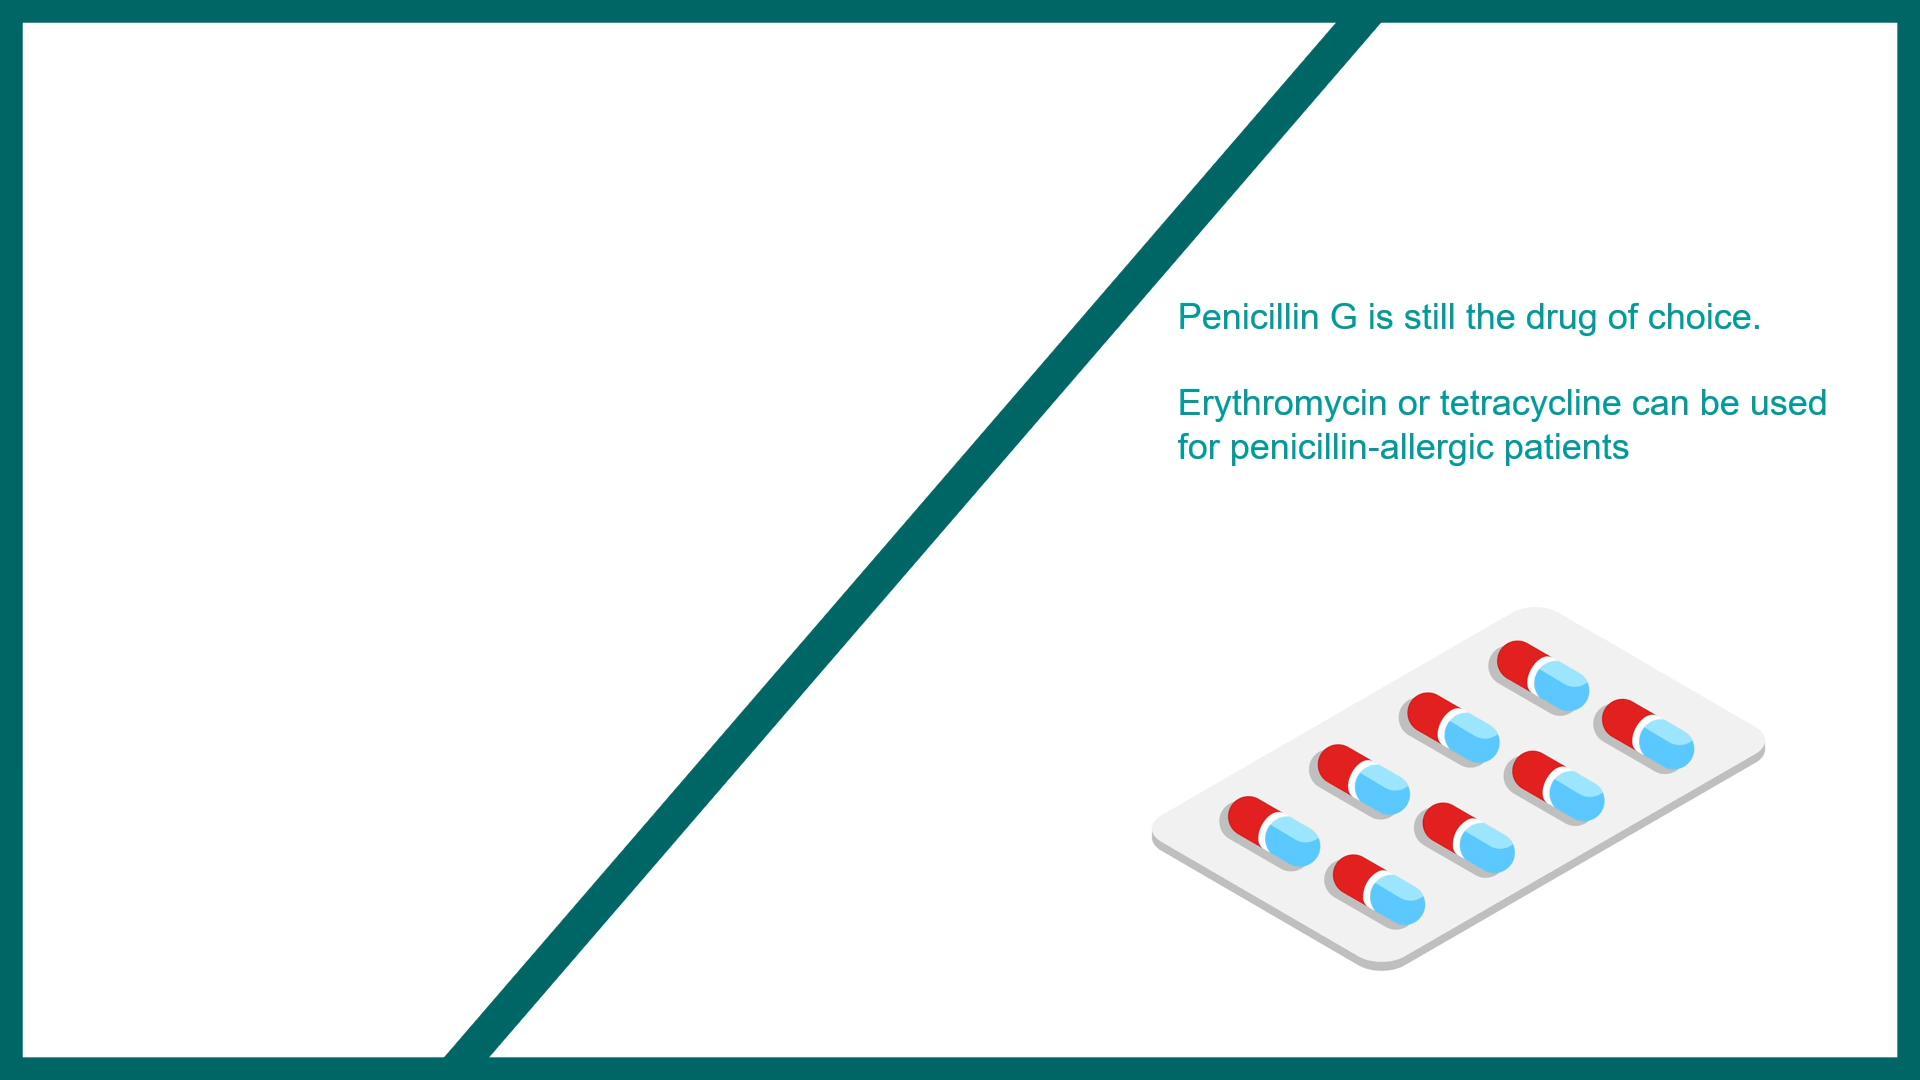 Penicillin G is still the drug of choice.
Erythromycin or tetracycline can be used
for penicillin-allergic patients